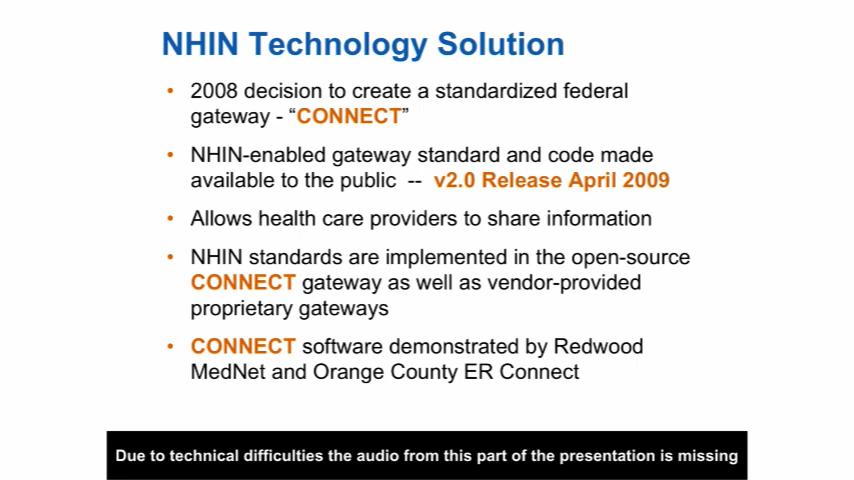 NHIN Technology Solution
• 2008 decision to create a standardized federal
gateway - “CONNECT”
• NHIN-enabled gateway standard and code made
available to the public -- v2.0 Release April 2009
• Allows health care providers to share information
• NHIN standards are implemented in the open-source
CONNECT gateway as well as vendor-provided
proprietary gateways
• CONNECT software demonstrated by Redwood
MedNet and Orange County ER Connect
Due to technical difficulties the audio from this part of the presentation is missing